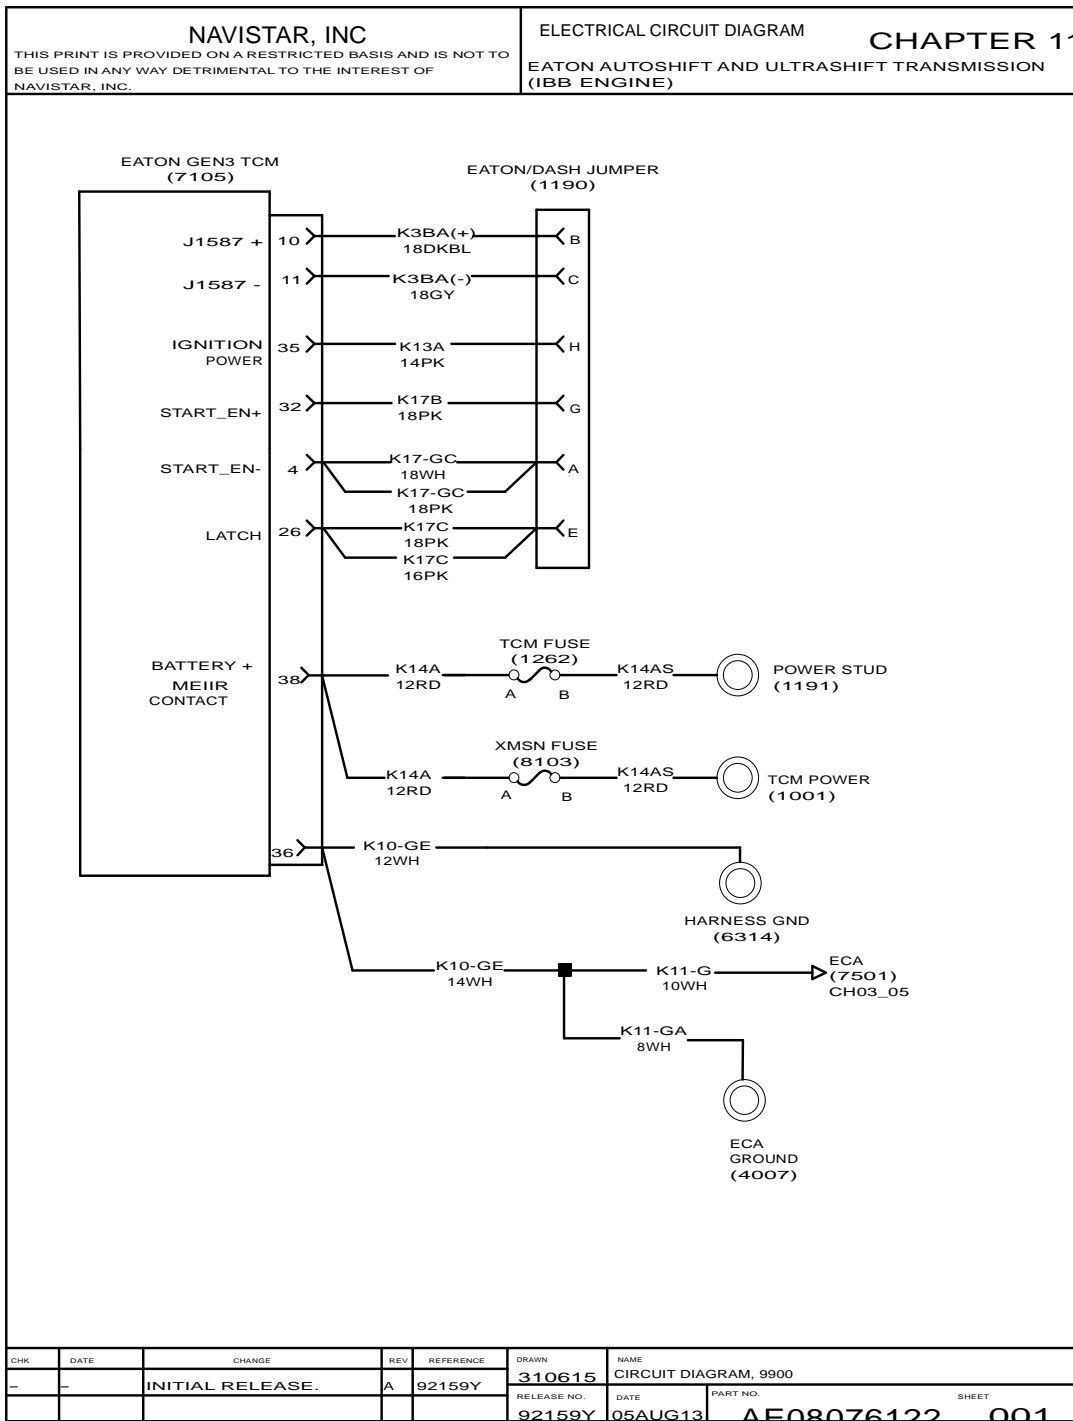 NAVISTAR, INC
THIS PRINT IS PROVIDED ON A RESTRICTED BASIS AND IS NOT TO
BE USED IN ANY WAY DETRIMENTAL TO THE INTEREST OF
NAVISTAR, INC.
ELECTRICAL CIRCUIT DIAGRAM
CHAPTER 11
EATON AUTOSHIFT AND ULTRASHIFT TRANSMISSION
(IBB ENGINE)
EATON GEN3 TCM
(7105)
EATON/DASH JUMPER
(1190)
J1587 + 10 K3BA(+) B
18DKBL
J1587 - 11 K3BA(-) C
18GY
IGNITION 35 K13A H
POWER 14PK
START_EN+ 32 K17B G
18PK
START_EN- 4 K17-GC A
18WH
K17-GC
18PK
LATCH 26 K17C E
18PK
K17C
16PK
TCM FUSE
(1262)
BATTERY + 38 K14A A B K14AS POWER STUD
MEIIR 12RD 12RD (1191)
CONTACT
XMSN FUSE
(8103)
K14A A B K14AS TCM POWER
12RD 12RD (1001)
36 K10-GE
12WH
HARNESS GND
(6314)
K10-GE K11-G ECA
14WH 10WH (7501)
CH03_05
K11-GA
8WH
ECA
GROUND
(4007)
CHK DATE CHANGE REV REFERENCE DRAWN NAME
310615 CIRCUIT DIAGRAM, 9900
– – INITIAL RELEASE. A 92159Y
RELEASE NO. DATE PART NO. SHEET
92159Y 05AUG13 AE08076122 001